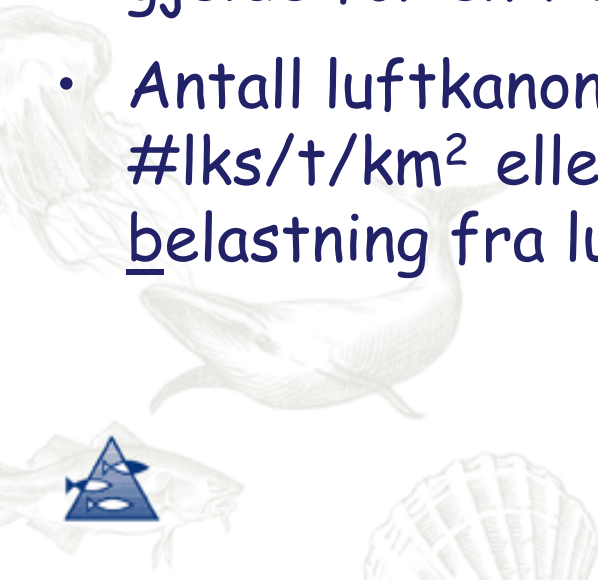 • Antall luftkanon
#lks/t/km² elle
belastning fra lu